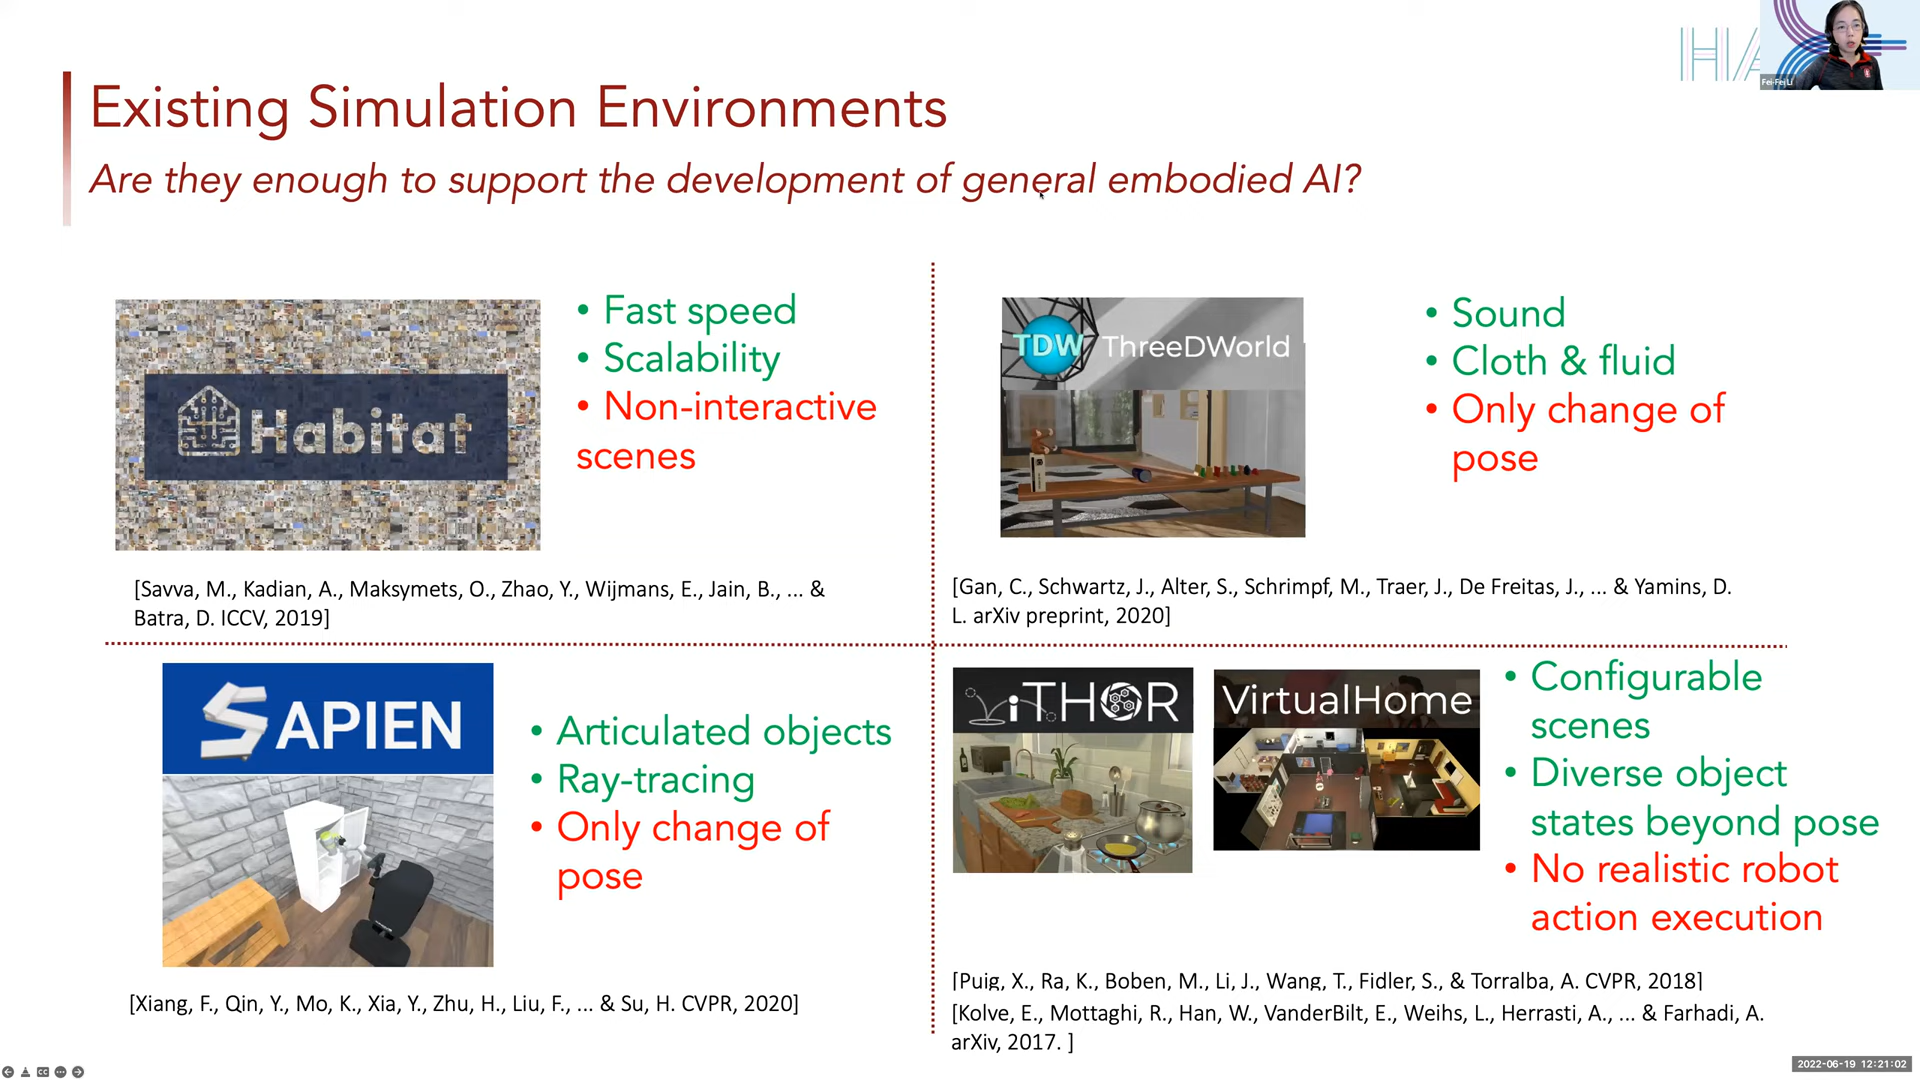 HA
Fei-Fei Li
Existing Simulation Environments
Are they enough to support the development of general embodied AI?
Habitat
• Fast speed
• Scalability
• Non-interactive
scenes
[Savva, M., Kadian, A., Maksymets, O., Zhao, Y., Wijmans, E., Jain, B., ... &
Batra, D. ICCV, 2019]
TDW ThreeDWorld
• Sound
• Cloth & fluid
• Only change of
pose
[Gan, C., Schwartz, J., Alter, S., Schrimpf, M., Traer, J., De Freitas, J., ... & Yamins, D.
L. arXiv preprint, 2020]
SAPIEN
• Articulated objects
• Ray-tracing
• Only change of
pose
[Xiang, F., Qin, Y., Mo, K., Xia, Y., Zhu, H., Liu, F., ... & Su, H. CVPR, 2020]
iTHOR
VirtualHome
• Configurable
scenes
• Diverse object
states beyond pose
• No realistic robot
action execution
[Puig, X., Ra, K., Boben, M., Li, J., Wang, T., Fidler, S., & Torralba, A. CVPR, 2018]
[Kolve, E., Mottaghi, R., Han, W., VanderBilt, E., Weihs, L., Herrasti, A., ... & Farhadi, A.
arXiv, 2017. ]
CC
2022-06-19 12:21:02